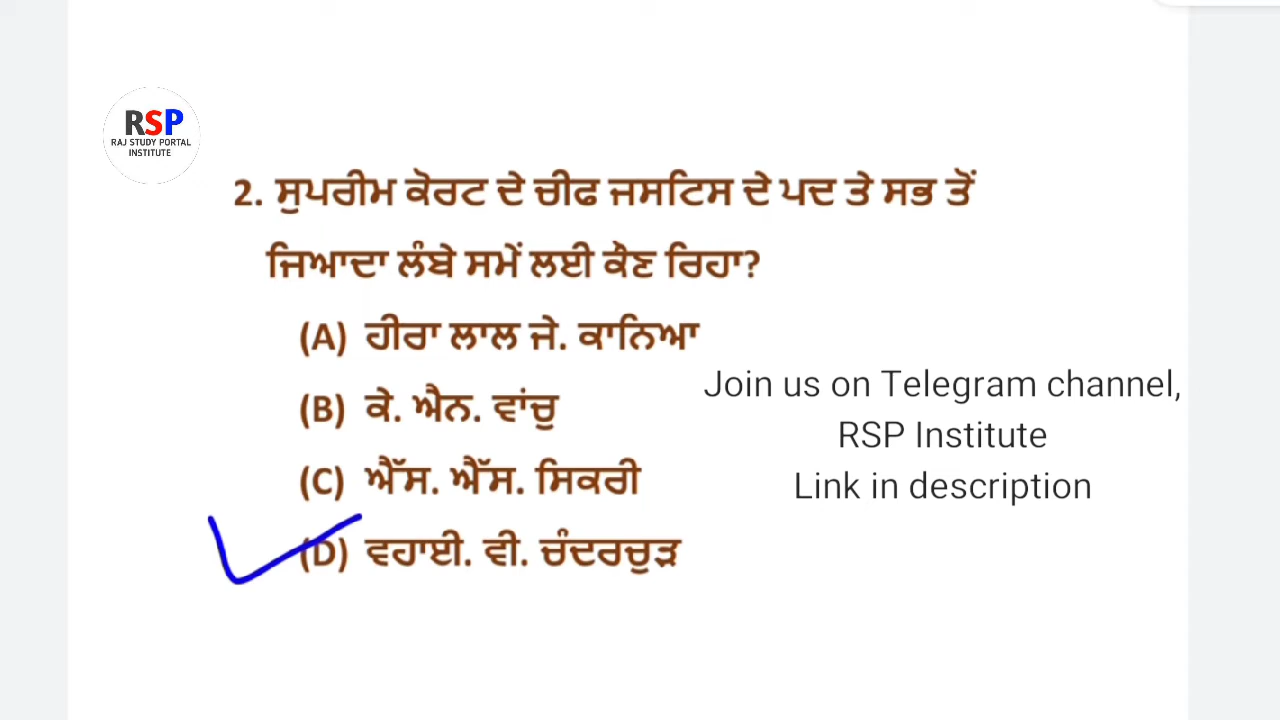 RSP
RAJ STUDY PORTAL
INSTITUTE
2. ਸੁਪਰੀਮ ਕੋਰਟ ਦੇ ਚੀਫ ਜਸਟਿਸ ਦੇ ਪਦ ਤੇ ਸਭ ਤੋਂ
ਜਿਆਦਾ ਲੰਬੇ ਸਮੇਂ ਲਈ ਕੌਣ ਰਿਹਾ?
(A) ਹੀਰਾ ਲਾਲ ਜੇ. ਕਾਨਿਆ
(B) ਕੇ. ਐਨ. ਵਾਂਚੁ
(C) ਐੱਸ. ਐੱਸ. ਸਿਕਰੀ
(D) ਵਹਾਈ. ਵੀ. ਚੰਦਰਚੁੜ
Join us on Telegram channel,
RSP Institute
Link in description